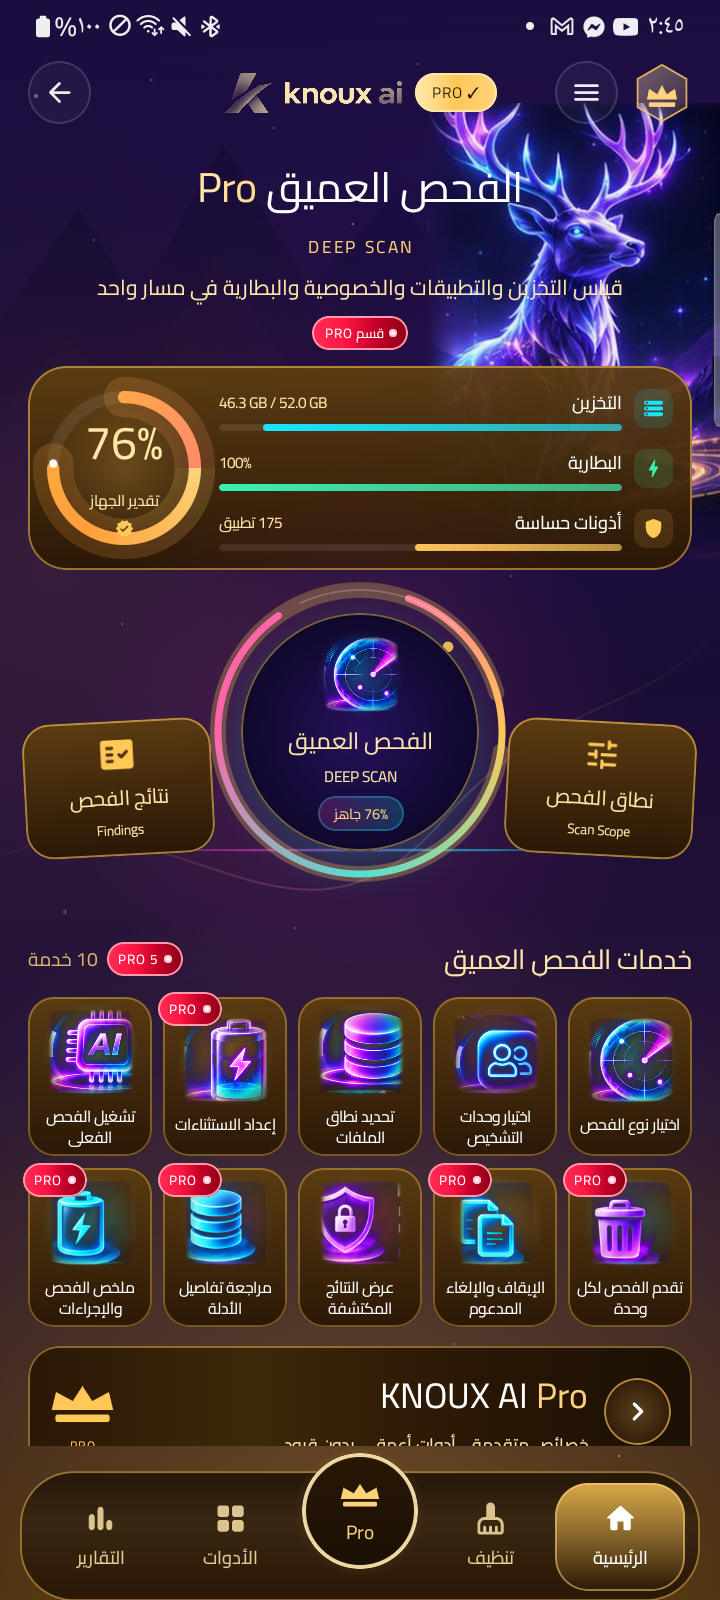 ٢:٤٥
%١٠٠
knoux ai
PRO ✓
الفحص العميق Pro
DEEP SCAN
قياس التخزين والتطبيقات والخصوصية والبطارية في مسار واحد
قسم PRO
التخزين
46.3 GB / 52.0 GB
البطارية
100%
أذونات حساسة
175 تطبيق
76%
تقدير الجهاز
الفحص العميق
DEEP SCAN
76% جاهز
نطاق الفحص
Scan Scope
نتائج الفحص
Findings
خدمات الفحص العميق
PRO 5
10 خدمة
اختيار نوع الفحص
اختيار وحدات
التشخيص
تحديد نطاق
الملفات
PRO
إعداد الاستثناءات
AI
تشغيل الفحص
الفعلي
PRO
تقدم الفحص لكل
وحدة
PRO
الإيقاف والإلغاء
المدعوم
عرض النتائج
المكتشفة
PRO
مراجعة تفاصيل
الأدلة
PRO
ملخص الفحص
والإجراءات
KNOUX AI Pro
PRO
الرئيسية
تنظيف
Pro
الأدوات
التقارير